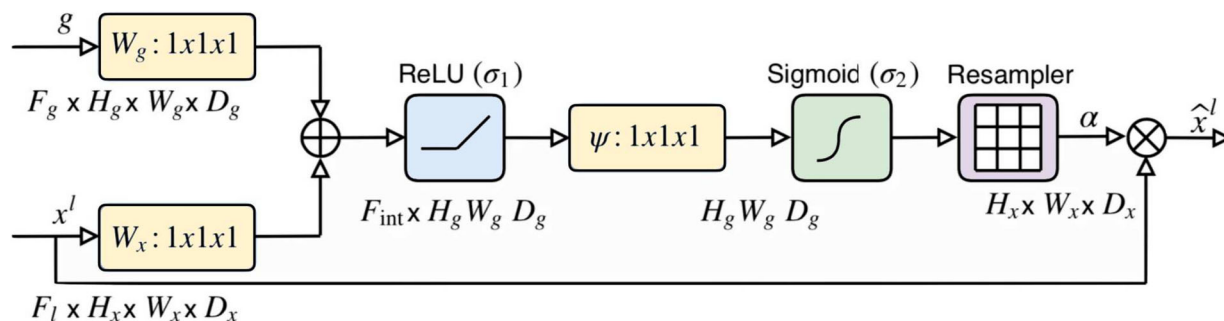 g
W_g : 1x1x1
F_g x H_g x W_g x D_g
ReLU (σ_1)
Sigmoid (σ_2)
Resampler
ψ : 1x1x1
α
x̂^l
F_int x H_g W_g D_g
H_g W_g D_g
H_x x W_x x D_x
x^l
W_x : 1x1x1
F_l x H_x x W_x x D_x